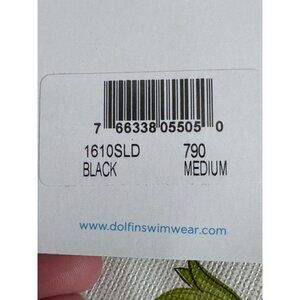 7 66338 05505 0
1610SLD 790
BLACK MEDIUM
www.dolfinswimwear.com